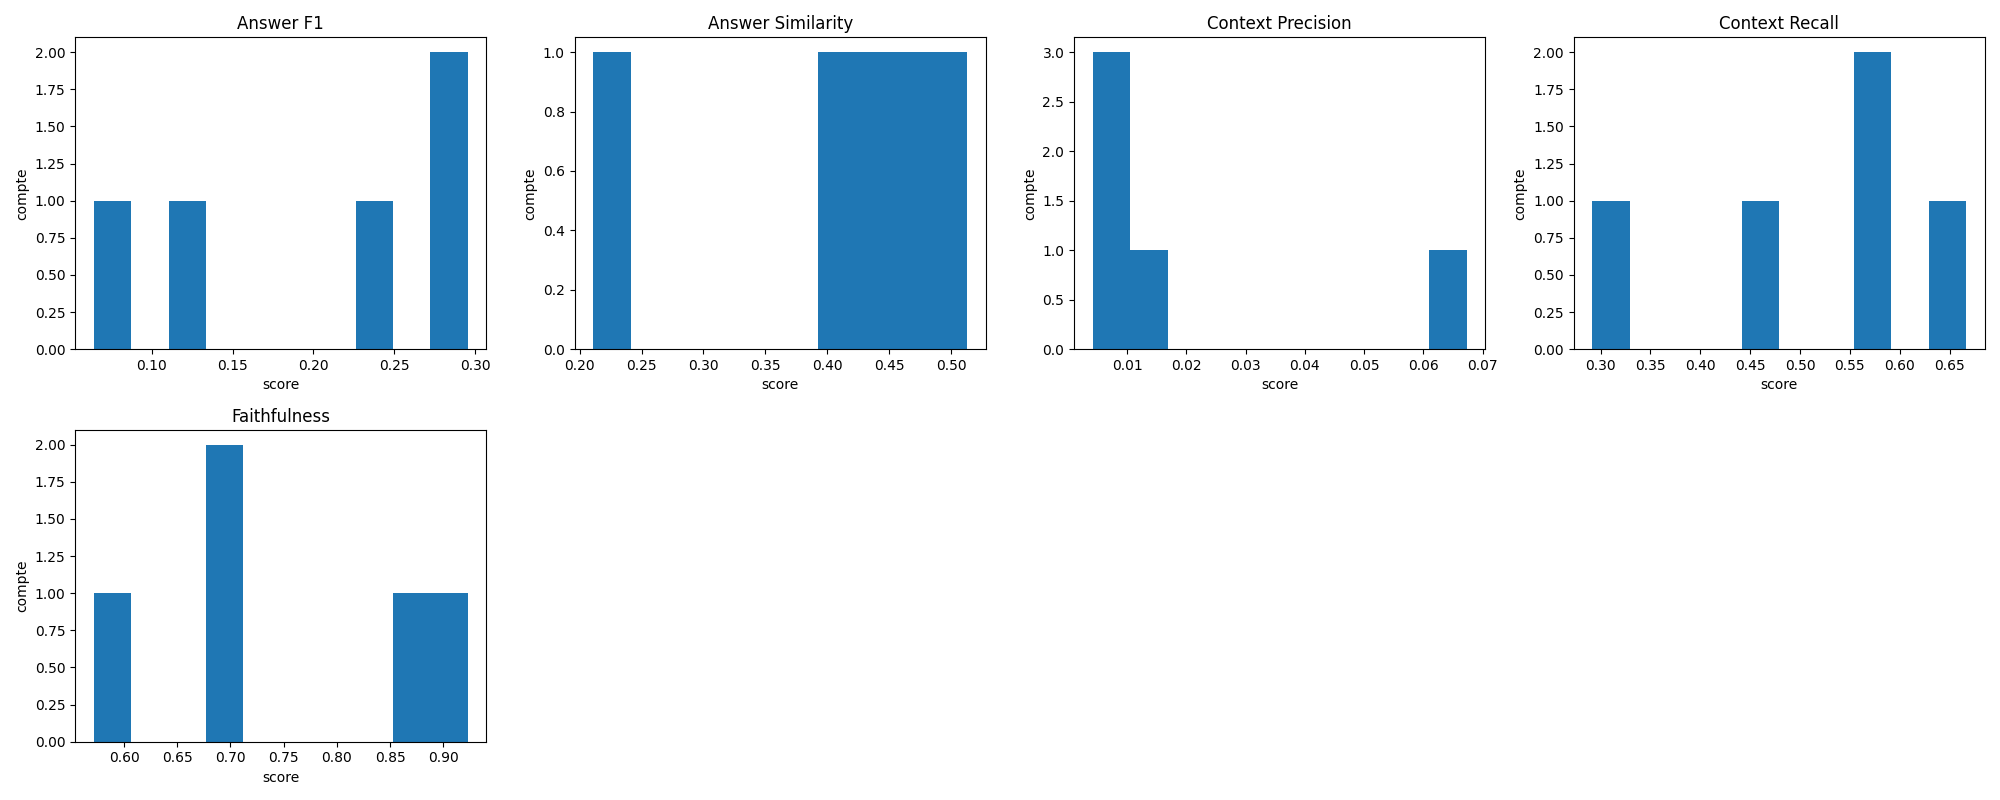 Answer F1
2.00
1.75
1.50
1.25
1.00
0.75
0.50
0.25
0.00
compte
0.10 0.15 0.20 0.25 0.30
score
Answer Similarity
1.0
0.8
0.6
0.4
0.2
0.0
compte
0.20 0.25 0.30 0.35 0.40 0.45 0.50
score
Context Precision
3.0
2.5
2.0
1.5
1.0
0.5
0.0
compte
0.01 0.02 0.03 0.04 0.05 0.06 0.07
score
Context Recall
2.00
1.75
1.50
1.25
1.00
0.75
0.50
0.25
0.00
compte
0.30 0.35 0.40 0.45 0.50 0.55 0.60 0.65
score
Faithfulness
2.00
1.75
1.50
1.25
1.00
0.75
0.50
0.25
0.00
compte
0.60 0.65 0.70 0.75 0.80 0.85 0.90
score